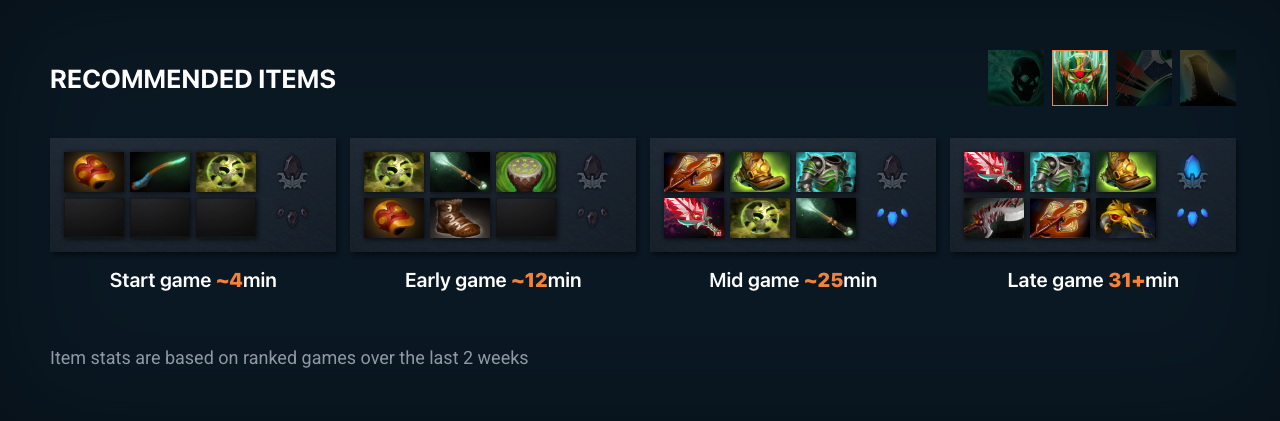 RECOMMENDED ITEMS
Start game ~4min
Early game ~12min
Mid game ~25min
Late game 31+min
Item stats are based on ranked games over the last 2 weeks